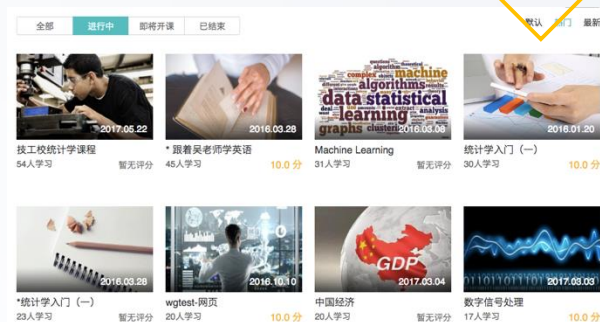 全部 进行中 即将开课 已结束
默认 热门 最新
2017.05.22 2016.03.28 2016.03.08 2016.01.20
complex machine
algorithms
data statistical
learning
graphs clustering analysis
技工校统计学课程 * 跟着吴老师学英语 Machine Learning 统计学入门（一）
54人学习 暂无评分 45人学习 10.0 分 31人学习 暂无评分 30人学习 10.0 分
2016.03.28 2016.10.10 2017.03.04 2017.03.03
GDP
*统计学入门（一） wgtest-网页 中国经济 数字信号处理
23人学习 暂无评分 20人学习 10.0 分 20人学习 暂无评分 17人学习 10.0 分